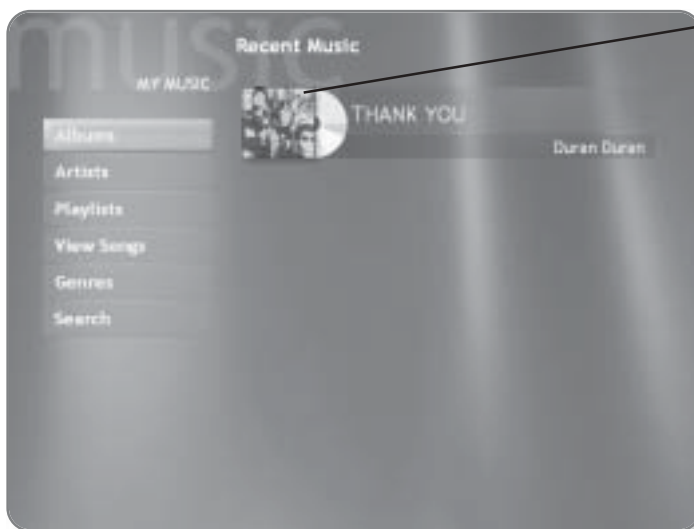 music
Recent Music
MY MUSIC
THANK YOU
Duran Duran
Albums
Artists
Playlists
View Songs
Genres
Search